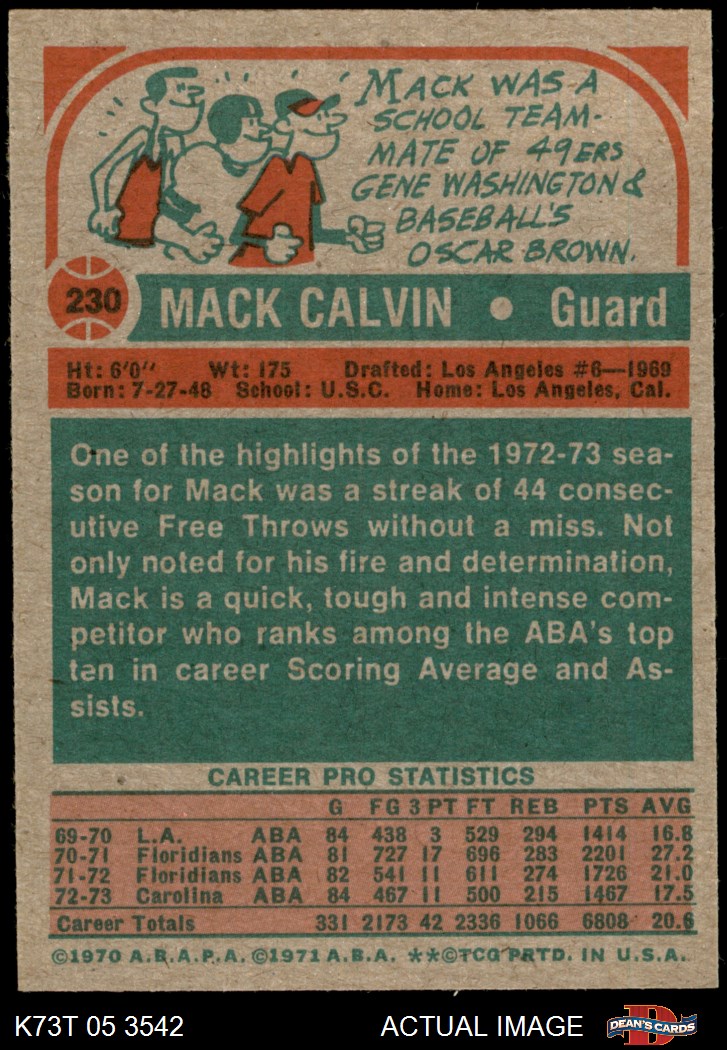 MACK WAS A
SCHOOL TEAM-
MATE OF 49ERS
GENE WASHINGTON &
BASEBALL'S
OSCAR BROWN.
230 MACK CALVIN • Guard
Ht: 6'0" Wt: 175 Drafted: Los Angeles #6—1969
Born: 7-27-48 School: U.S.C. Home: Los Angeles, Cal.
One of the highlights of the 1972-73 sea-
son for Mack was a streak of 44 consec-
utive Free Throws without a miss. Not
only noted for his fire and determination,
Mack is a quick, tough and intense com-
petitor who ranks among the ABA's top
ten in career Scoring Average and As-
sists.
CAREER PRO STATISTICS
G FG 3 PT FT REB PTS AVG
69-70 L.A. ABA 84 438 3 529 294 1414 16.8
70-71 Floridians ABA 81 727 17 696 283 2201 27.2
71-72 Floridians ABA 82 541 11 611 274 1726 21.0
72-73 Carolina ABA 84 467 11 500 215 1467 17.5
Career Totals 331 2173 42 2336 1066 6808 20.6
©1970 A.B.A.P.A. ©1971 A.B.A. **©TCG PRTD. IN U.S.A.
K73T 05 3542 ACTUAL IMAGE DEAN'S CARDS